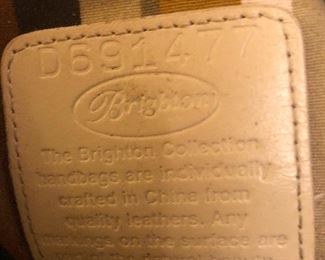 D691477
Brighton
The Brighton Collection
handbags are individually
crafted in China from
quality leathers. Any
markings on the surface are